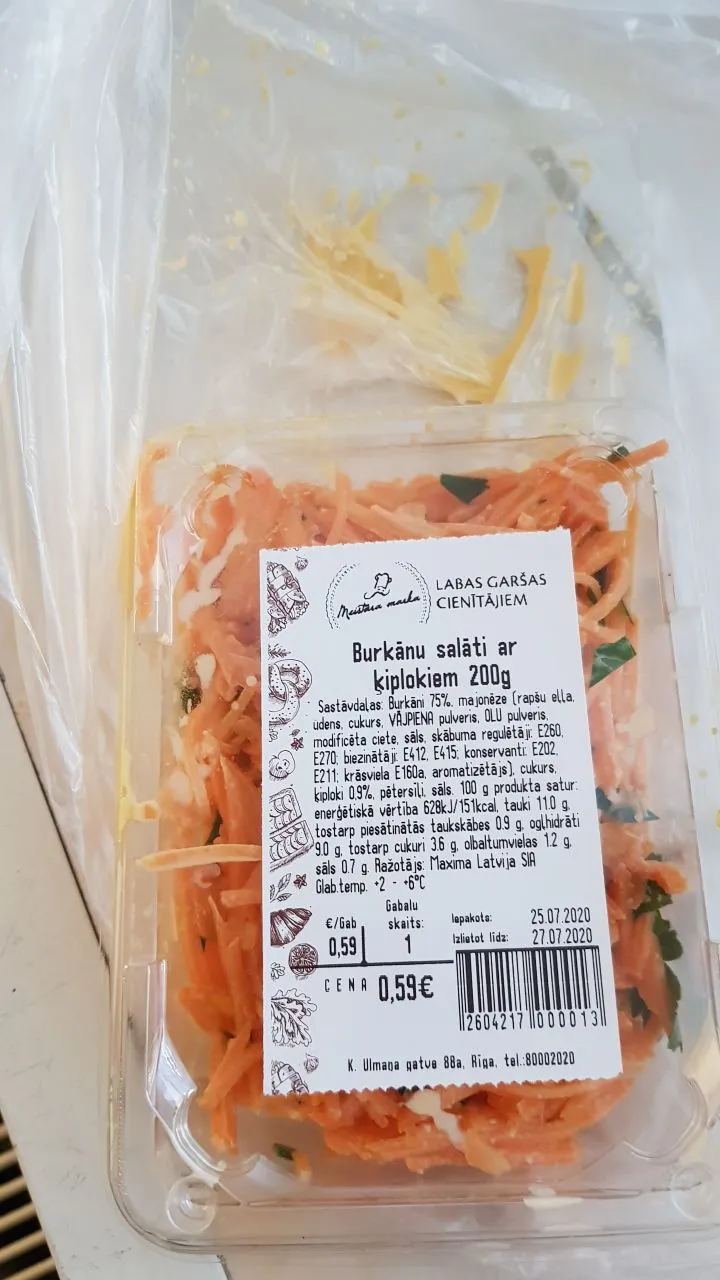 Meistara marka
LABAS GARŠAS
CIENĪTĀJIEM
Burkānu salāti ar
ķiplokiem 200g
Sastāvdaļas: Burkāni 75%, majonēze (rapšu eļļa,
ūdens, cukurs, VĀJPIENA pulveris, OLU pulveris,
modificēta ciete, sāls, skābuma regulētāji: E260,
E270; biezinātāji: E412, E415; konservanti: E202,
E211; krāsviela E160a, aromatizētājs), cukurs,
ķiploki 0,9%, pētersīļi, sāls. 100 g produkta satur:
enerģētiskā vērtība 628kJ/151kcal, tauki 11.0 g,
tostarp piesātinātās taukskābes 0.9 g, ogļhidrāti
9.0 g, tostarp cukuri 3.6 g, olbaltumvielas 1.2 g,
sāls 0.7 g. Ražotājs: Maxima Latvija SIA
Glab.temp. +2 - +6°C
€/Gab
0,59
Gabalu
skaits:
1
Iepakots: 25.07.2020
Izlietot līdz: 27.07.2020
CENA 0,59€
2604217 000013
K. Ulmaņa gatve 88a, Rīga, tel.:80002020